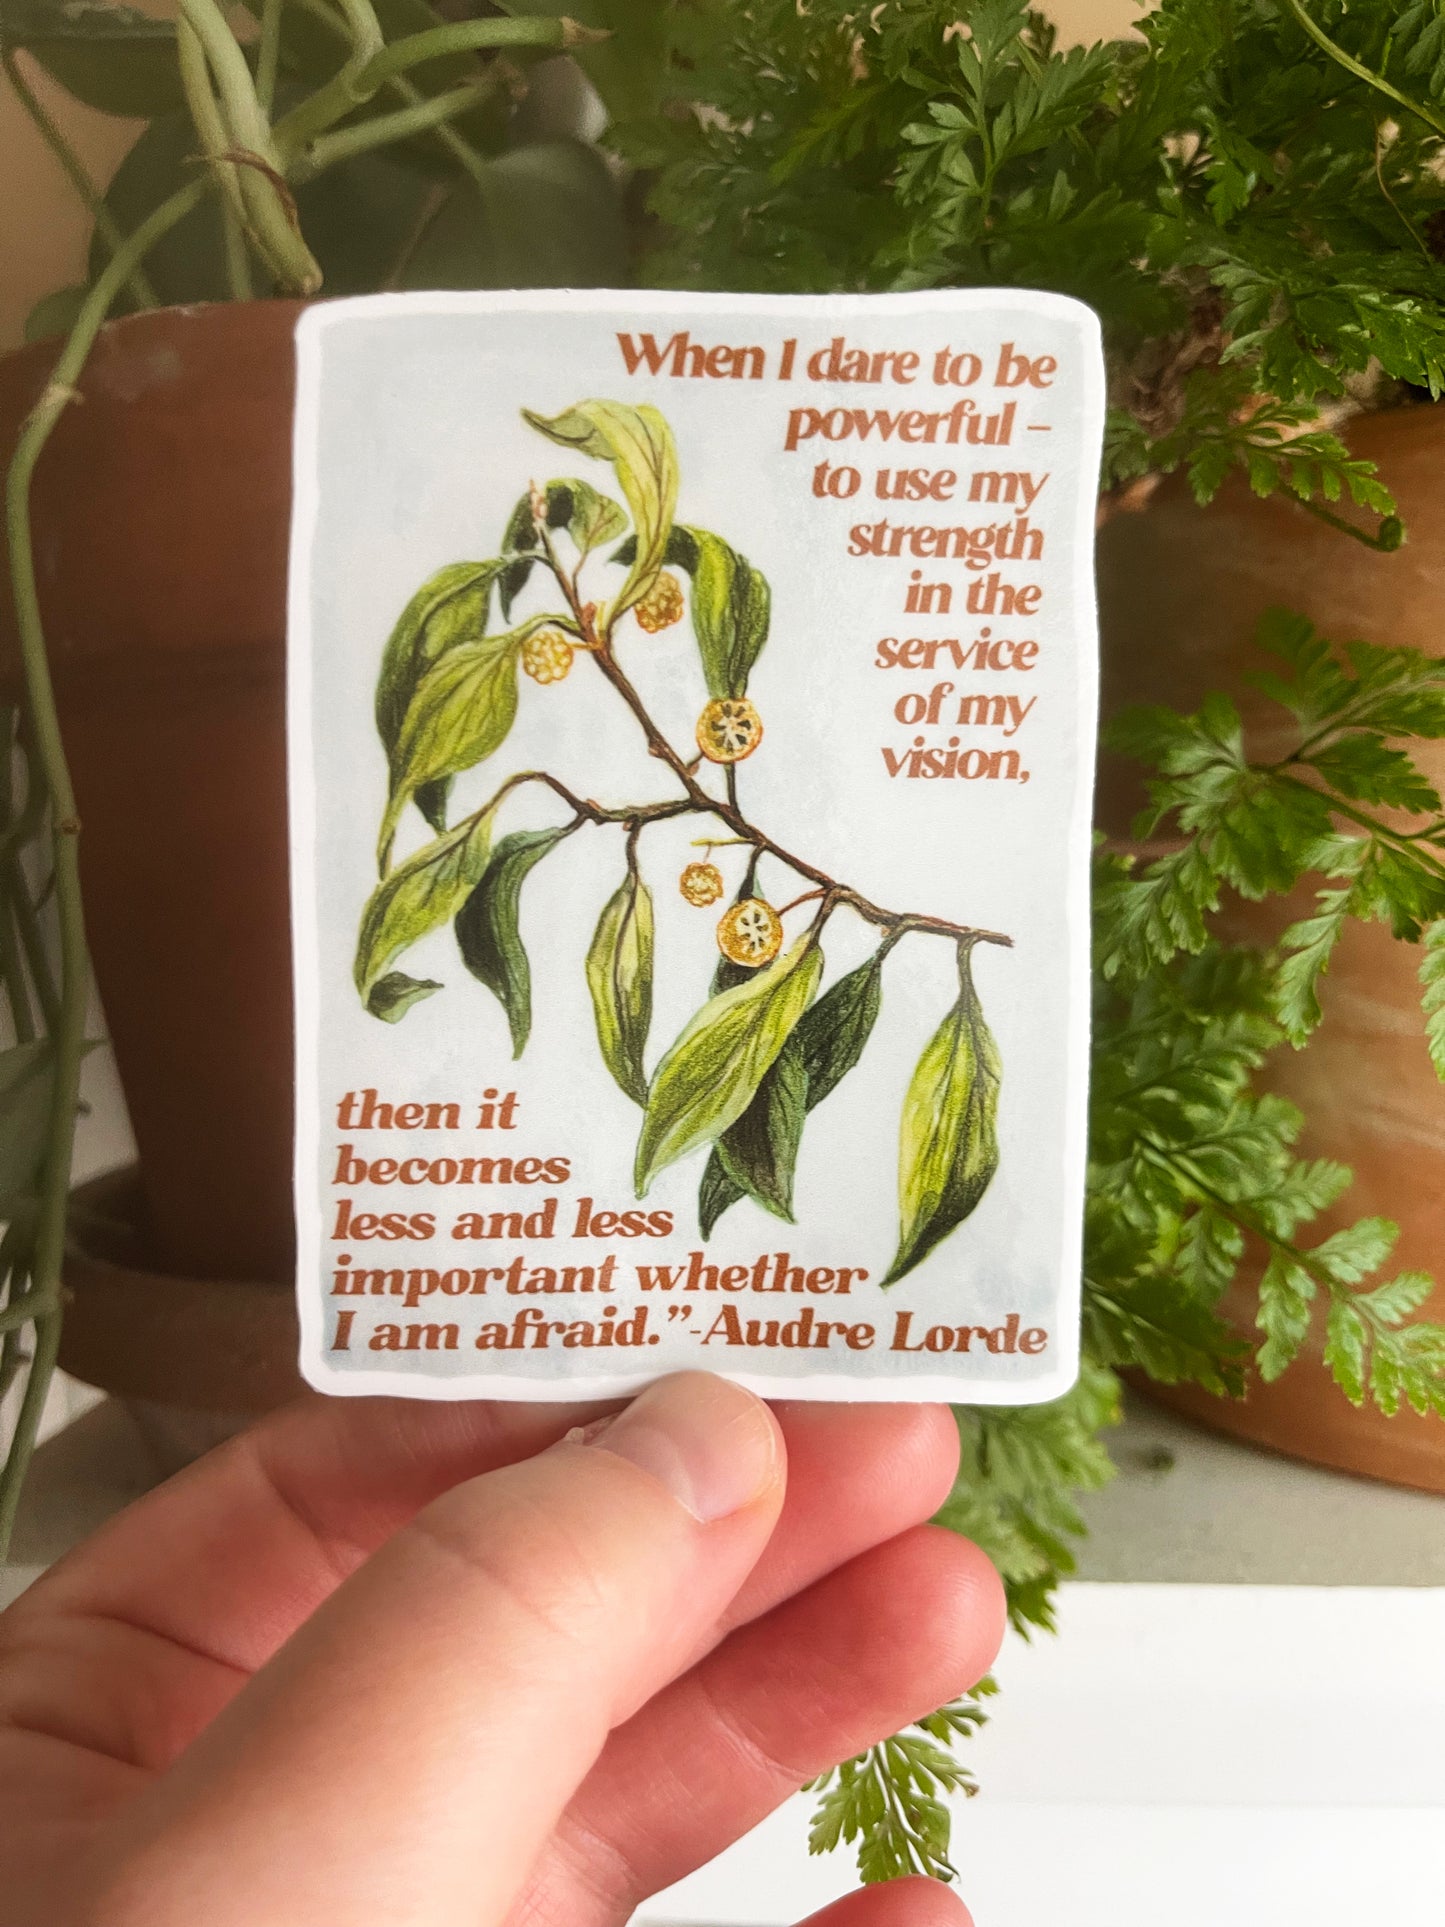 When I dare to be
powerful –
to use my
strength
in the
service
of my
vision,
then it
becomes
less and less
important whether
I am afraid.”-Audre Lorde